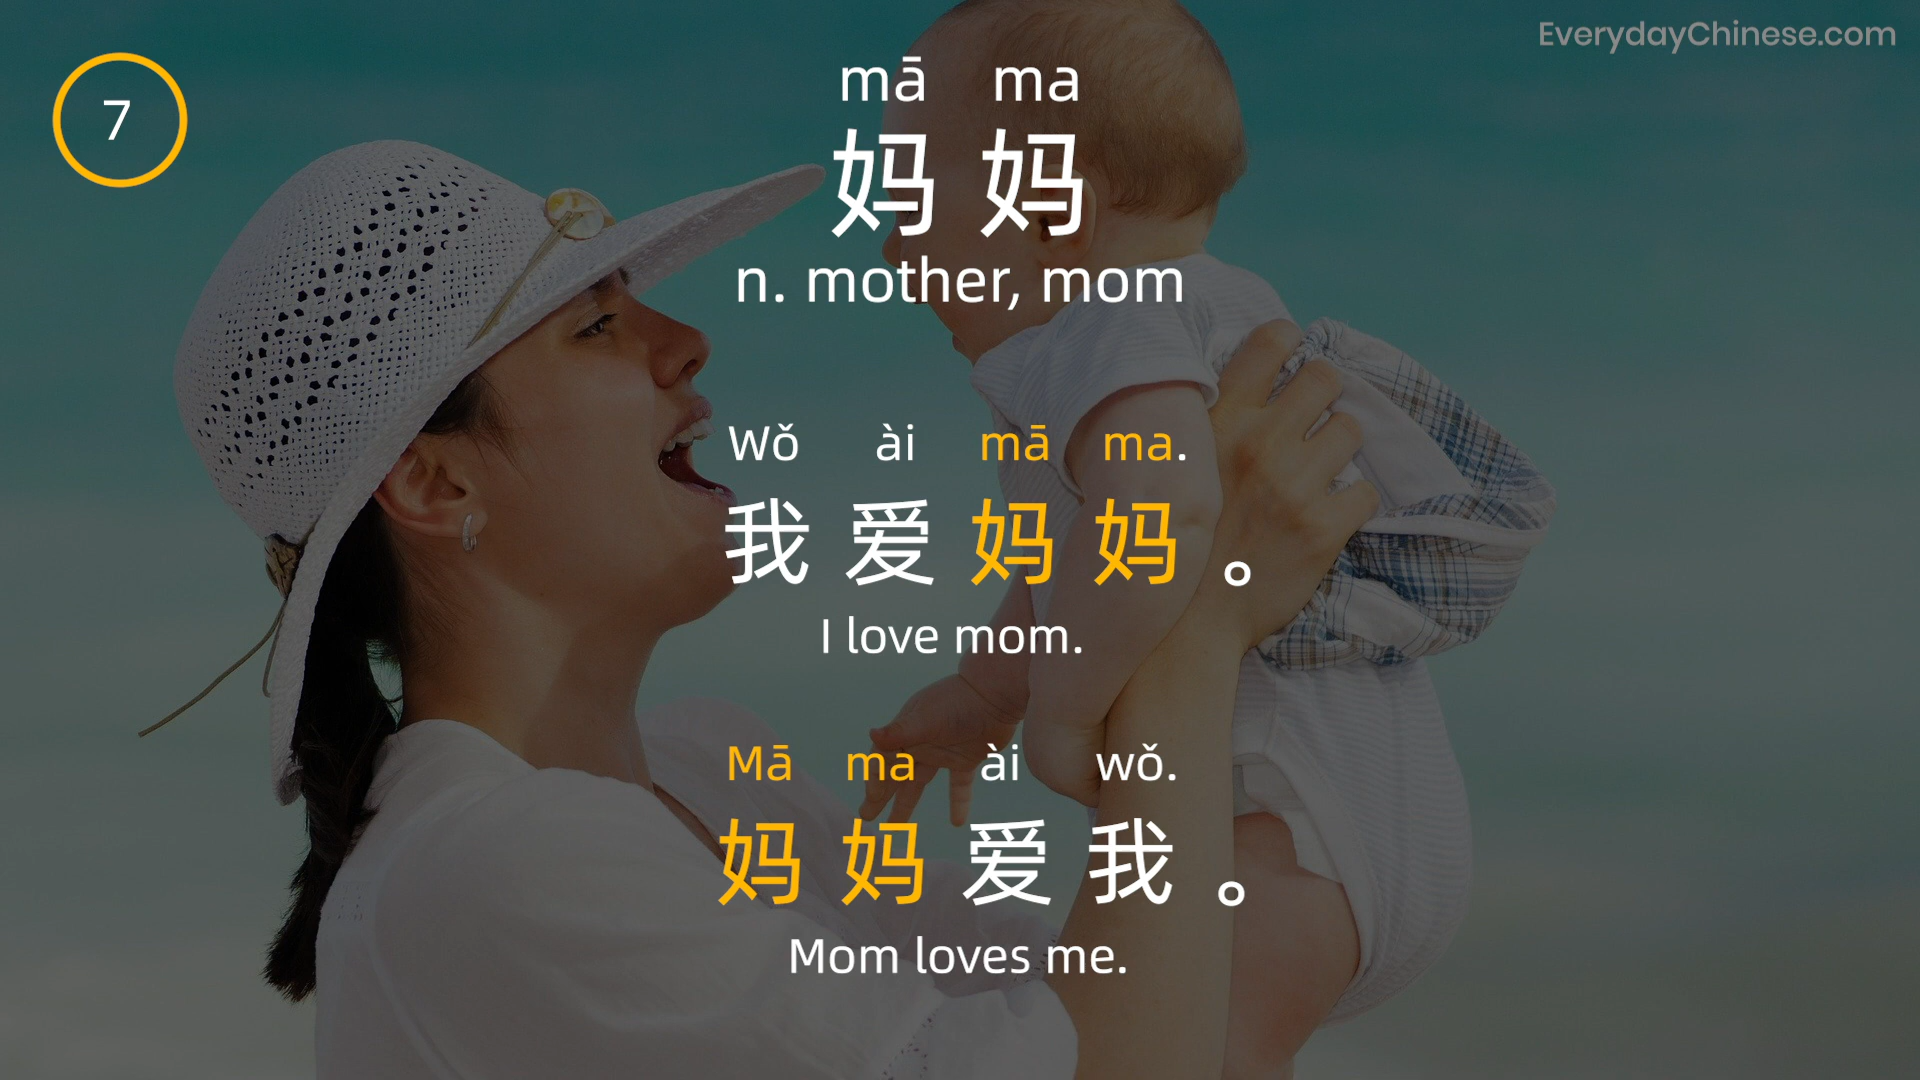 EverydayChinese.com
7
mā ma
妈妈
n. mother, mom
Wǒ ài mā ma.
我爱妈妈。
I love mom.
Mā ma ài wǒ.
妈妈爱我。
Mom loves me.